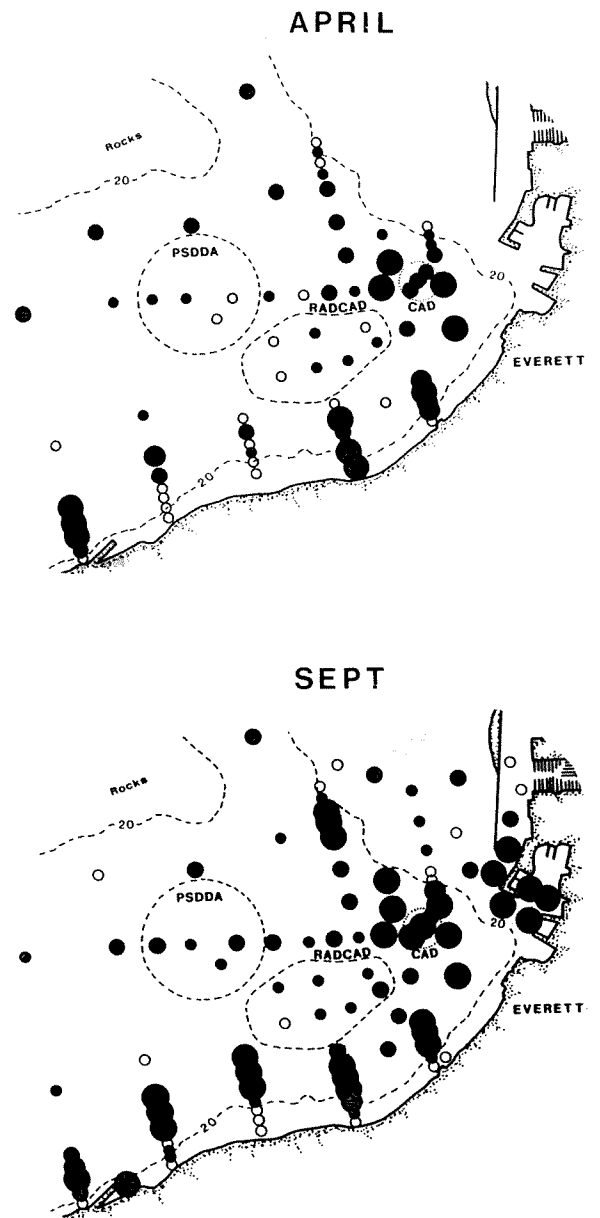 APRIL
Rocks
20
PSDDA
20
RADCAD
CAD
EVERETT
20
SEPT
Rocks
20
PSDDA
20
RADCAD
CAD
EVERETT
20